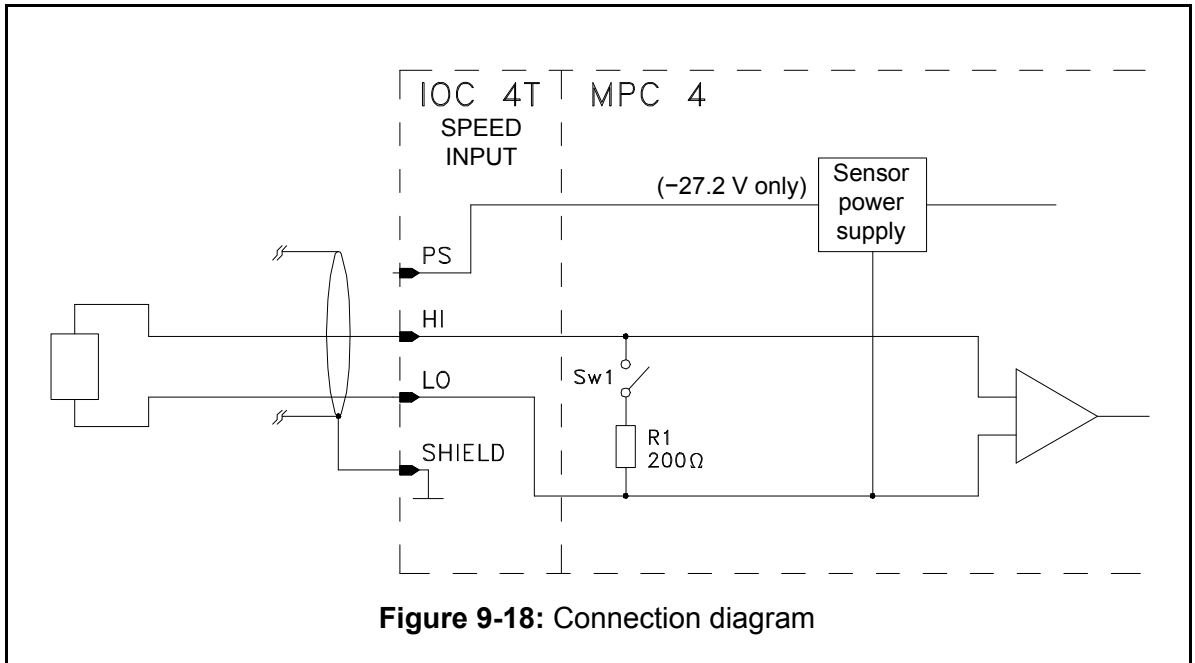 IOC 4T
MPC 4
SPEED
INPUT
(−27.2 V only)
Sensor
power
supply
PS
HI
Sw1
LO
R1
200Ω
SHIELD
Figure 9-18: Connection diagram